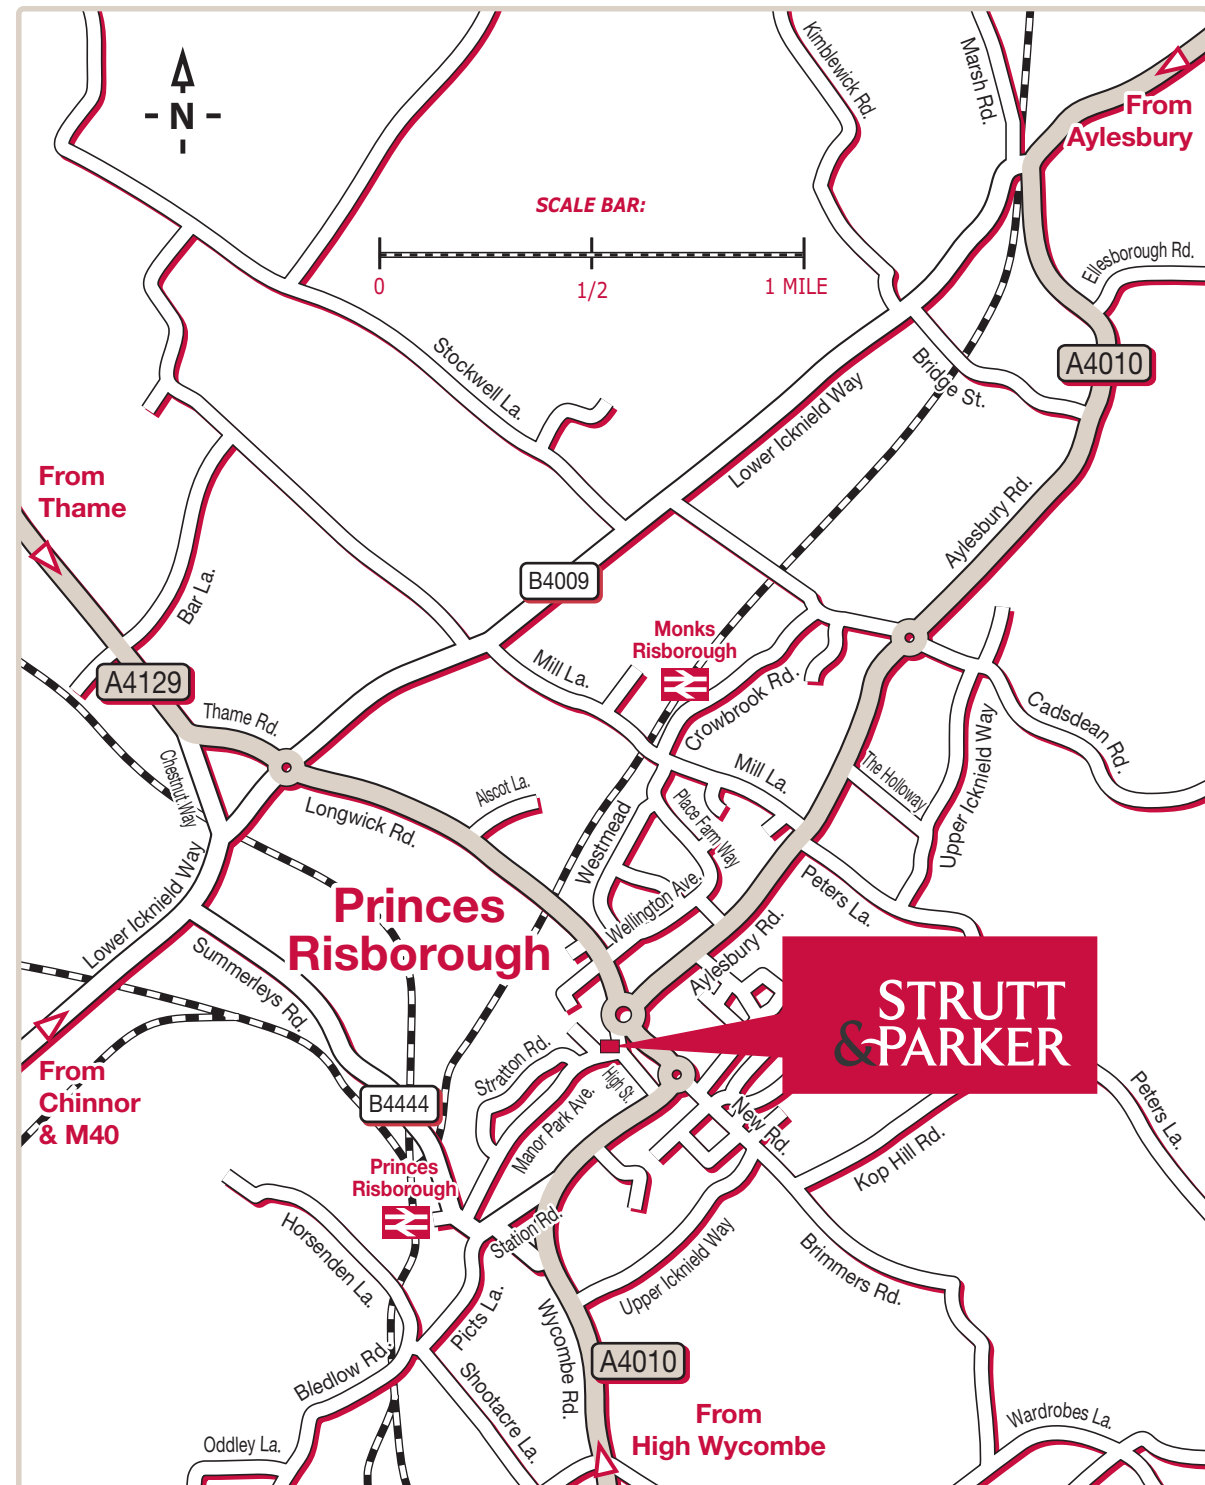 Kimblewick Rd.
Marsh Rd.
From
Aylesbury
N
SCALE BAR:
0
1/2
1 MILE
Ellesborough Rd.
A4010
Stockwell La.
Bridge St.
Lower Icknield Way
From
Thame
Aylesbury Rd.
Bar La.
B4009
Monks
Risborough
Mill La.
A4129
Thame Rd.
Crowbrook Rd.
Cadsdean Rd.
Upper Icknield Way
Chestnut Way
Mill La.
The Holloway
Alscot La.
Longwick Rd.
Place Farm Way
Westmead
Lower Icknield Way
Princes
Risborough
Wellington Ave.
Peters La.
Aylesbury Rd.
Summerleys Rd.
STRUTT
&PARKER
From
Chinnor
& M40
Stratton Rd.
High St.
B4444
Manor Park Ave.
New Rd.
Peters La.
Kop Hill Rd.
Princes
Risborough
Horsenden La.
Station Rd.
Upper Icknield Way
Brimmers Rd.
Picts La.
Wycombe Rd.
Bledlow Rd.
A4010
Shootacre La.
From
High Wycombe
Wardrobes La.
Oddley La.